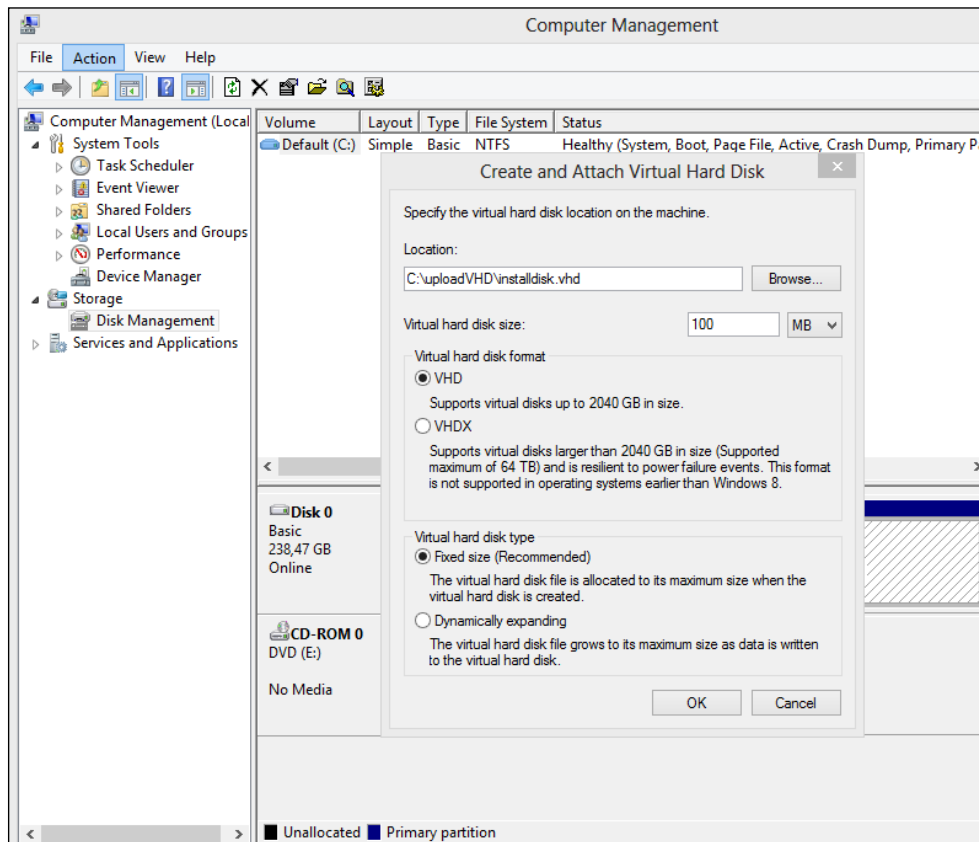 Computer Management
File Action View Help
Computer Management (Local
System Tools
Task Scheduler
Event Viewer
Shared Folders
Local Users and Groups
Performance
Device Manager
Storage
Disk Management
Services and Applications
Volume Layout Type File System Status
Default (C:) Simple Basic NTFS Healthy (System, Boot, Page File, Active, Crash Dump, Primary P
Create and Attach Virtual Hard Disk
Specify the virtual hard disk location on the machine.
Location:
C:\uploadVHD\installdisk.vhd Browse...
Virtual hard disk size: 100 MB
Virtual hard disk format
VHD
Supports virtual disks up to 2040 GB in size.
VHDX
Supports virtual disks larger than 2040 GB in size (Supported
maximum of 64 TB) and is resilient to power failure events. This format
is not supported in operating systems earlier than Windows 8.
Virtual hard disk type
Fixed size (Recommended)
The virtual hard disk file is allocated to its maximum size when the
virtual hard disk is created.
Dynamically expanding
The virtual hard disk file grows to its maximum size as data is written
to the virtual hard disk.
OK Cancel
Disk 0
Basic
238,47 GB
Online
CD-ROM 0
DVD (E:)
No Media
Unallocated Primary partition